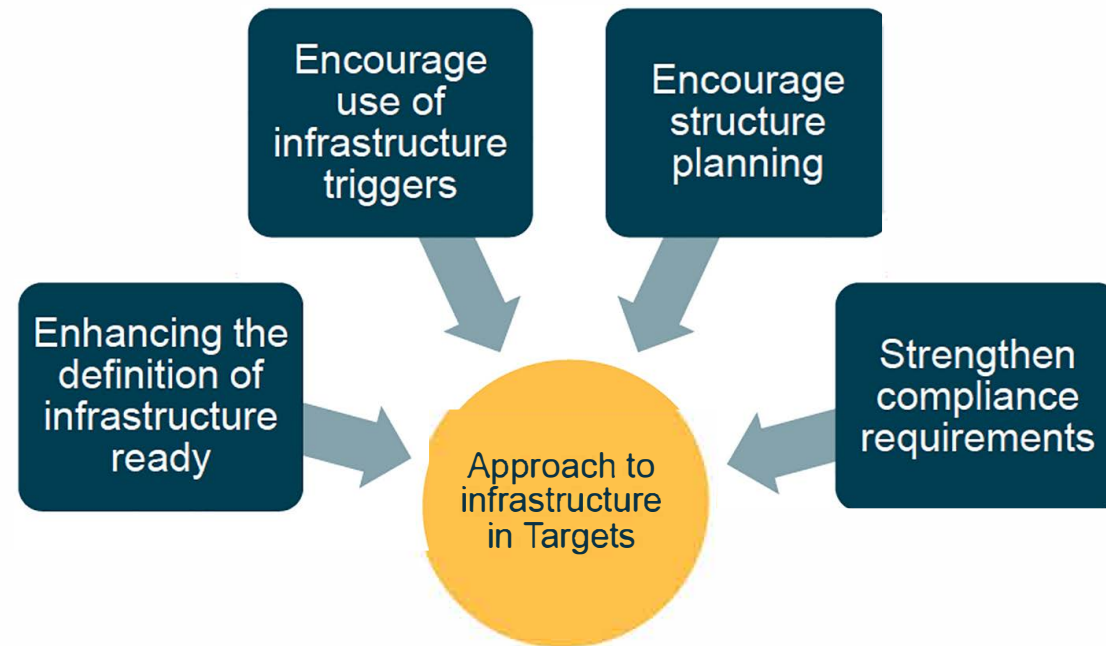 Encourage
use of
infrastructure
triggers
Encourage
structure
planning
Enhancing the
definition of
infrastructure
ready
Strengthen
compliance
requirements
Approach to
infrastructure
in Targets